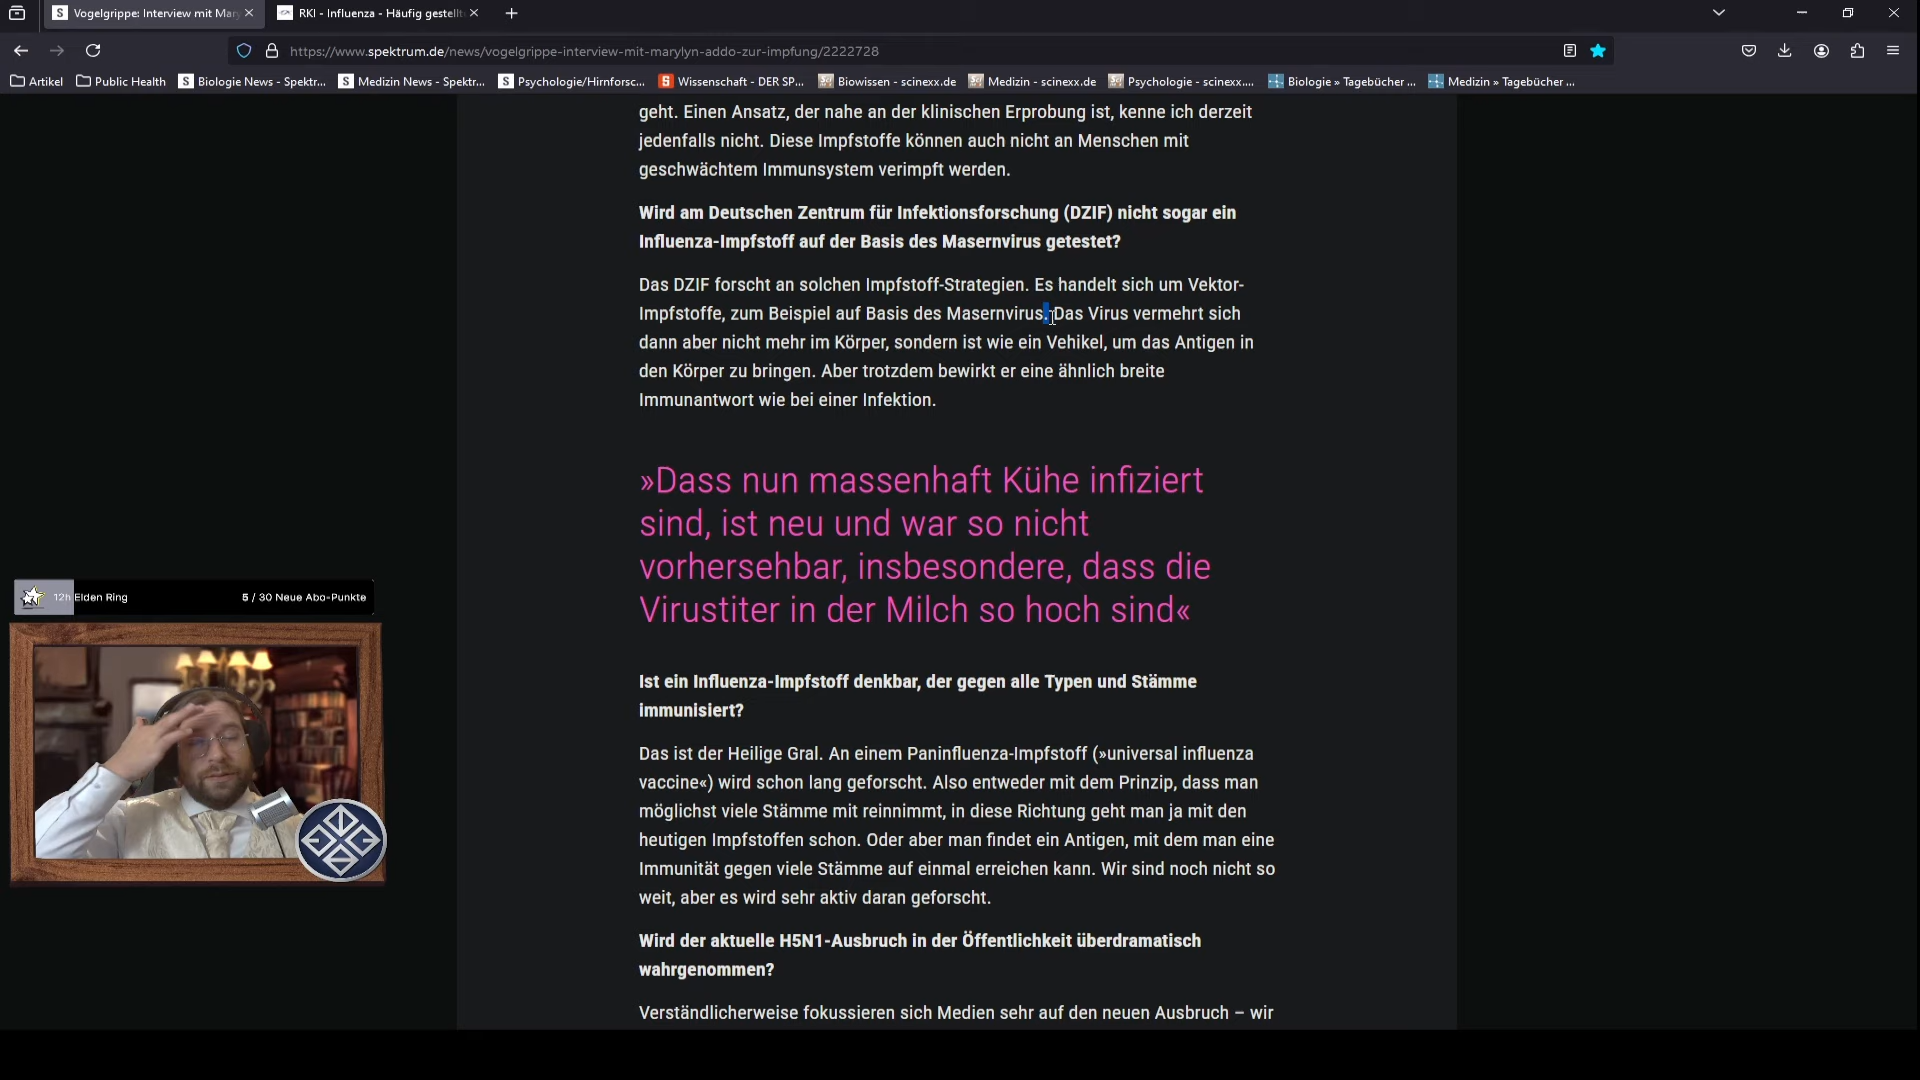 Vogelgrippe: Interview mit Mary
RKI - Influenza - Häufig gestellt
https://www.spektrum.de/news/vogelgrippe-interview-mit-marylyn-addo-zur-impfung/2222728
Artikel
Public Health
Biologie News - Spektr...
Medizin News - Spektr...
Psychologie/Hirnforsc...
Wissenschaft - DER SP...
Biowissen - scinexx.de
Medizin - scinexx.de
Psychologie - scinexx....
Biologie » Tagebücher ...
Medizin » Tagebücher ...
geht. Einen Ansatz, der nahe an der klinischen Erprobung ist, kenne ich derzeit
jedenfalls nicht. Diese Impfstoffe können auch nicht an Menschen mit
geschwächtem Immunsystem verimpft werden.
Wird am Deutschen Zentrum für Infektionsforschung (DZIF) nicht sogar ein
Influenza-Impfstoff auf der Basis des Masernvirus getestet?
Das DZIF forscht an solchen Impfstoff-Strategien. Es handelt sich um Vektor-
Impfstoffe, zum Beispiel auf Basis des Masernvirus. Das Virus vermehrt sich
dann aber nicht mehr im Körper, sondern ist wie ein Vehikel, um das Antigen in
den Körper zu bringen. Aber trotzdem bewirkt er eine ähnlich breite
Immunantwort wie bei einer Infektion.
»Dass nun massenhaft Kühe infiziert
sind, ist neu und war so nicht
vorhersehbar, insbesondere, dass die
Virustiter in der Milch so hoch sind«
12h Elden Ring
5 / 30 Neue Abo-Punkte
Ist ein Influenza-Impfstoff denkbar, der gegen alle Typen und Stämme
immunisiert?
Das ist der Heilige Gral. An einem Paninfluenza-Impfstoff (»universal influenza
vaccine«) wird schon lang geforscht. Also entweder mit dem Prinzip, dass man
möglichst viele Stämme mit reinnimmt, in diese Richtung geht man ja mit den
heutigen Impfstoffen schon. Oder aber man findet ein Antigen, mit dem man eine
Immunität gegen viele Stämme auf einmal erreichen kann. Wir sind noch nicht so
weit, aber es wird sehr aktiv daran geforscht.
Wird der aktuelle H5N1-Ausbruch in der Öffentlichkeit überdramatisch
wahrgenommen?
Verständlicherweise fokussieren sich Medien sehr auf den neuen Ausbruch – wir